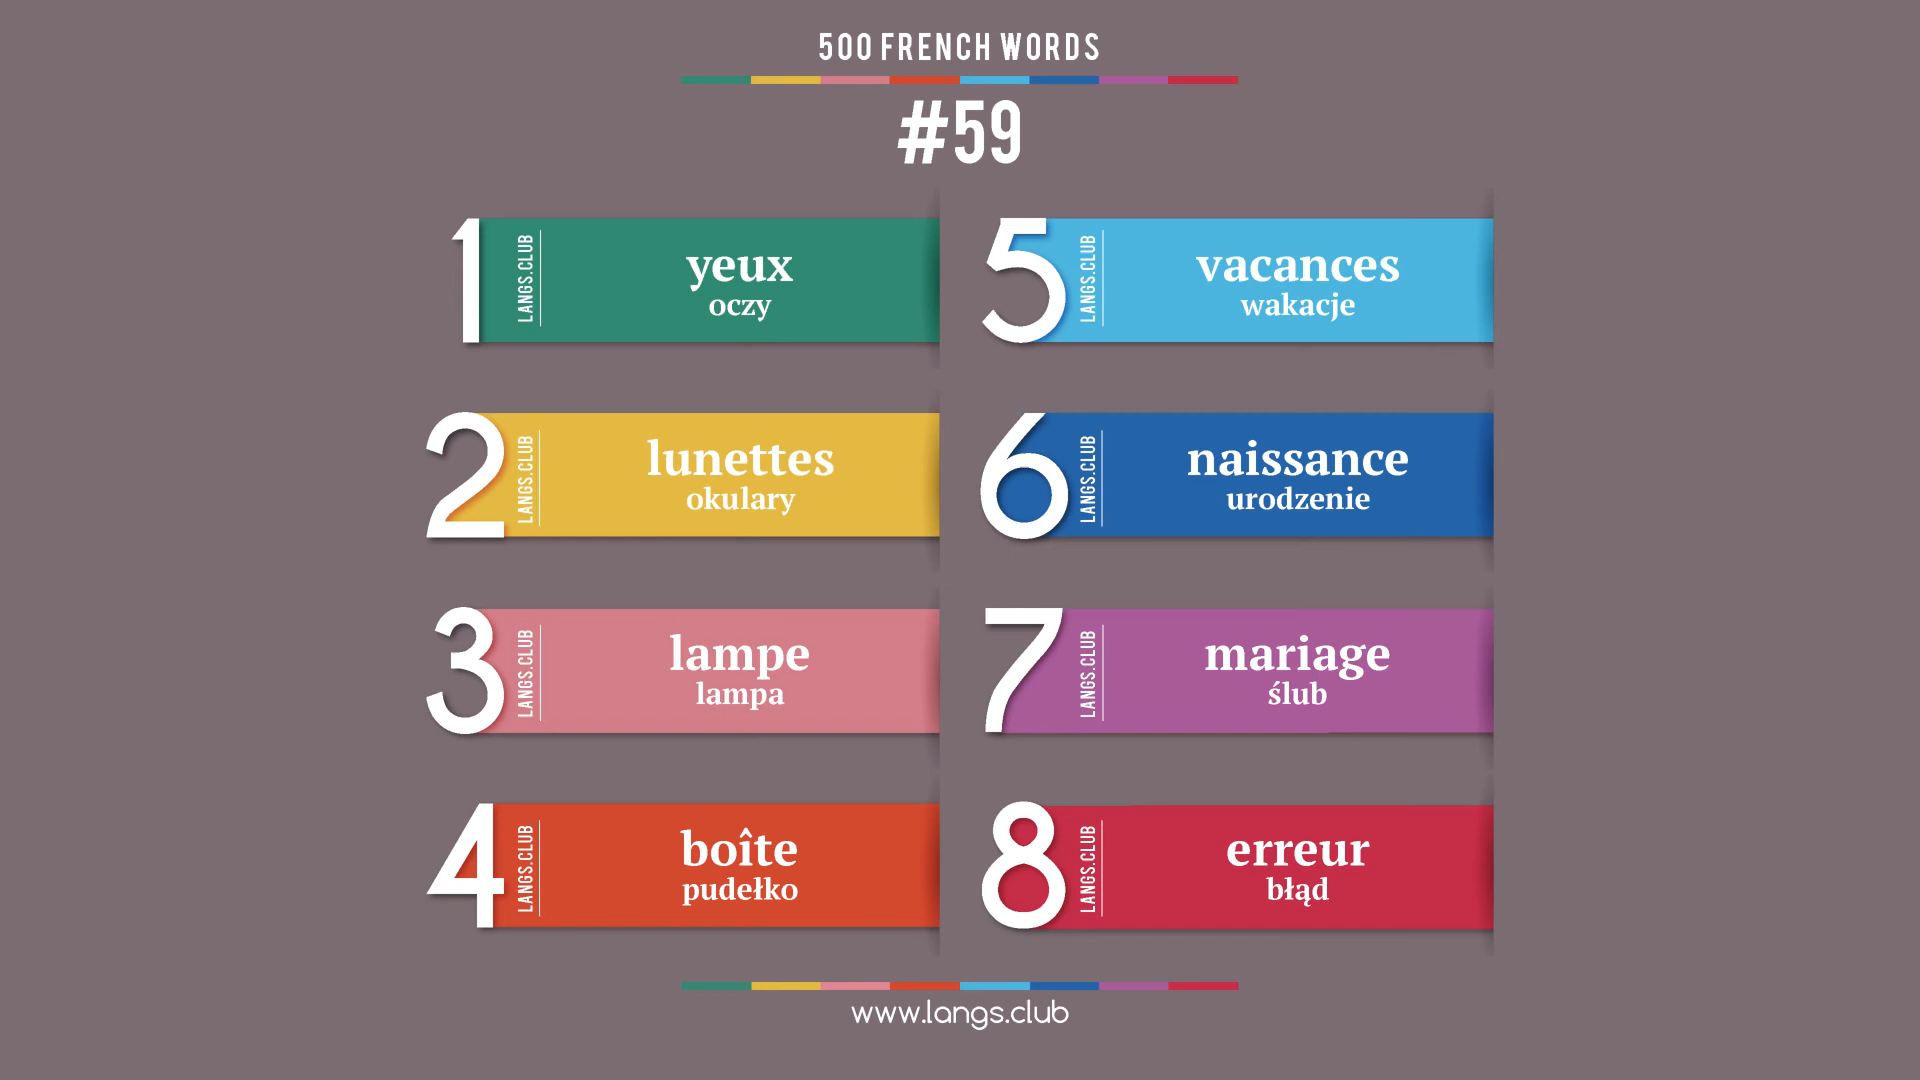 500 FRENCH WORDS
#59
1
LANGS.CLUB
yeux
oczy
2
LANGS.CLUB
lunettes
okulary
3
LANGS.CLUB
lampe
lampa
4
LANGS.CLUB
boîte
pudełko
5
LANGS.CLUB
vacances
wakacje
6
LANGS.CLUB
naissance
urodzenie
7
LANGS.CLUB
mariage
ślub
8
LANGS.CLUB
erreur
błąd
www.langs.club